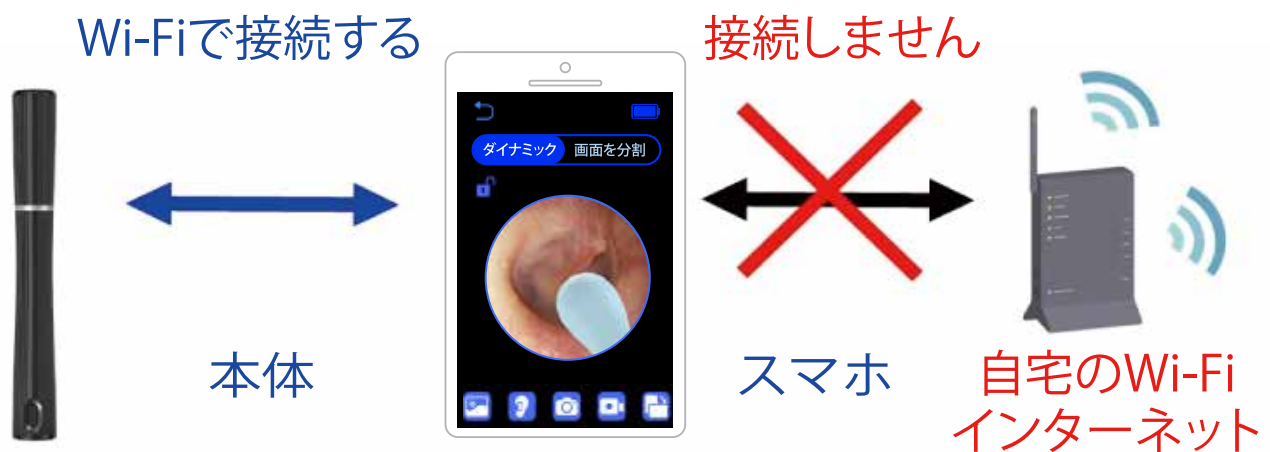 Wi-Fiで接続する
接続しません
ダイナミック 画面を分割
本体
スマホ
自宅のWi-Fi
インターネット